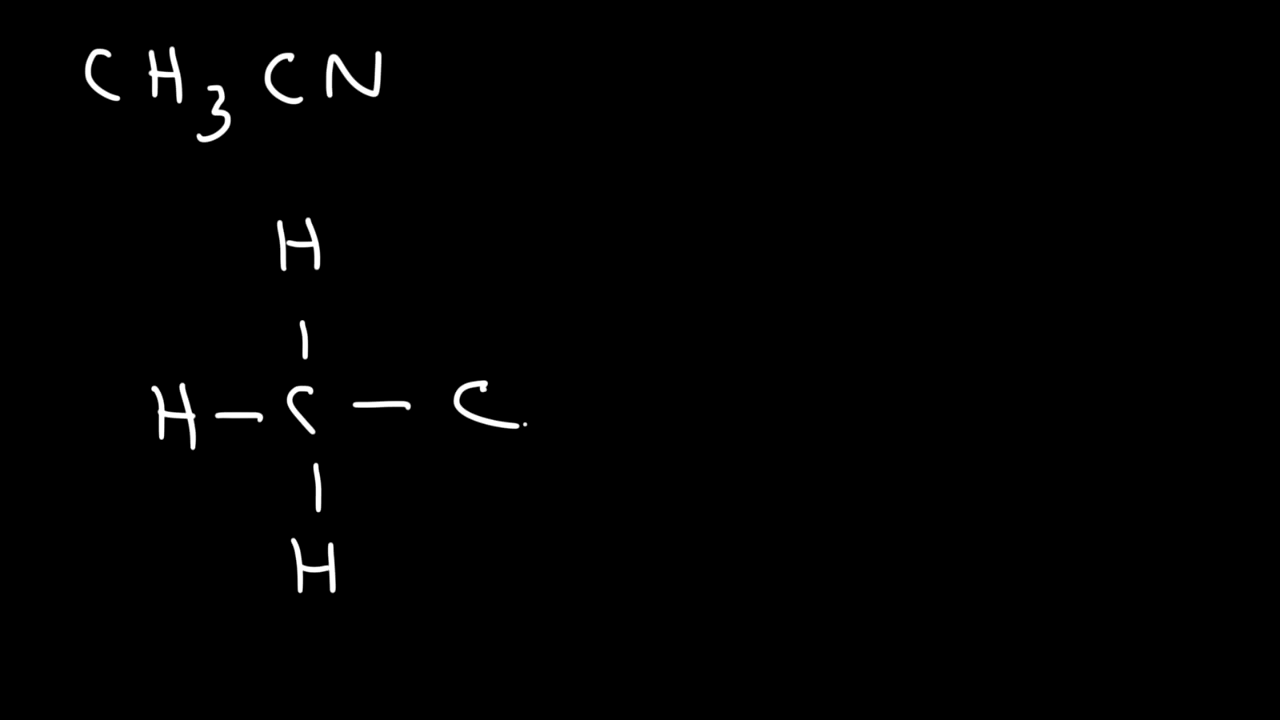 CH₃CN
H
H – C – C
H